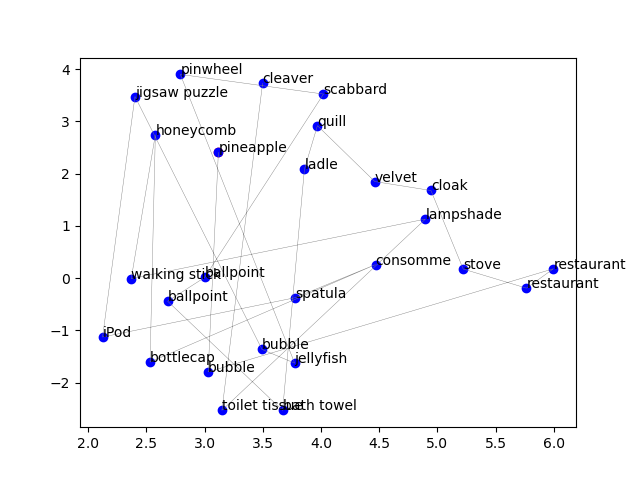 4
3
2
1
0
−1
−2
pinwheel
cleaver
jigsaw puzzle
scabbard
quill
honeycomb
pineapple
ladle
velvet
cloak
lampshade
consomme
restaurant
stove
walking stick
ballpoint
restaurant
spatula
ballpoint
iPod
bubble
jellyfish
bottlecap
bubble
toilet tissue
bath towel
2.0 2.5 3.0 3.5 4.0 4.5 5.0 5.5 6.0